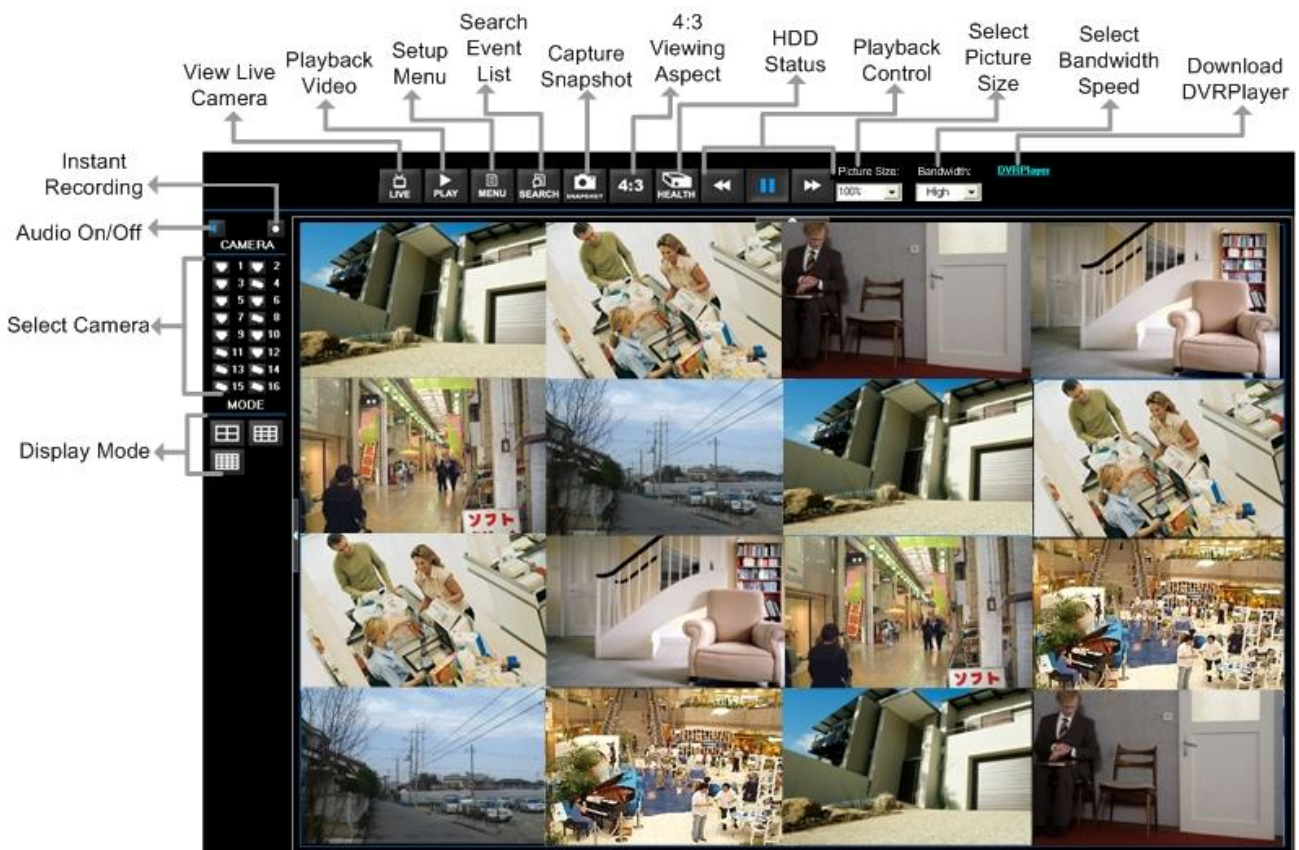 View Live
Camera
Playback
Video
Setup
Menu
Search
Event
List
Capture
Snapshot
4:3
Viewing
Aspect
HDD
Status
Playback
Control
Select
Picture
Size
Select
Bandwidth
Speed
Download
DVRPlayer
Instant
Recording
Audio On/Off
Select Camera
Display Mode
LIVE
PLAY
MENU
SEARCH
SNAPSHOT
4:3
HEALTH
Picture Size:
100%
Bandwidth:
High
DVRPlayer
CAMERA
1 2
3 4
5 6
7 8
9 10
11 12
13 14
15 16
MODE
ソフト
ソフト